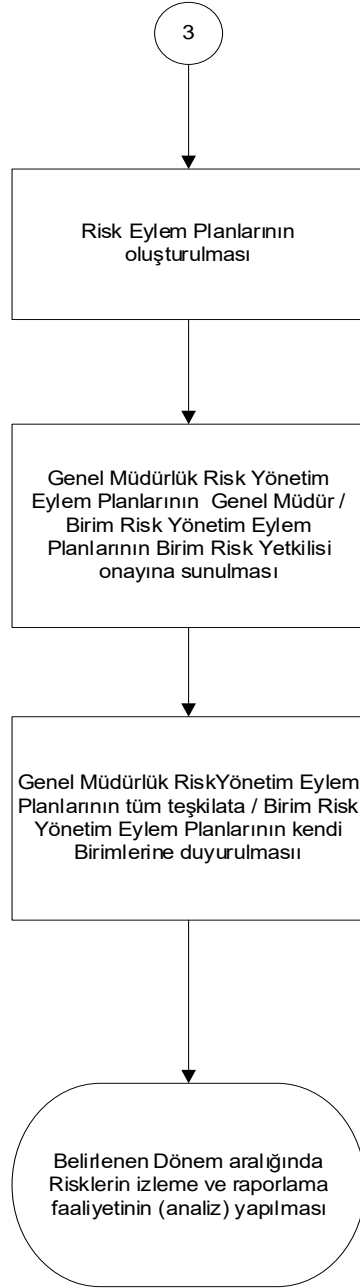 3
Risk Eylem Planlarının
oluşturulması
Genel Müdürlük Risk Yönetim
Eylem Planlarının Genel Müdür /
Birim Risk Yönetim Eylem
Planlarının Birim Risk Yetkilisi
onayına sunulması
Genel Müdürlük RiskYönetim Eylem
Planlarının tüm teşkilata / Birim Risk
Yönetim Eylem Planlarının kendi
Birimlerine duyurulmasıı
Belirlenen Dönem aralığında
Risklerin izleme ve raporlama
faaliyetinin (analiz) yapılması